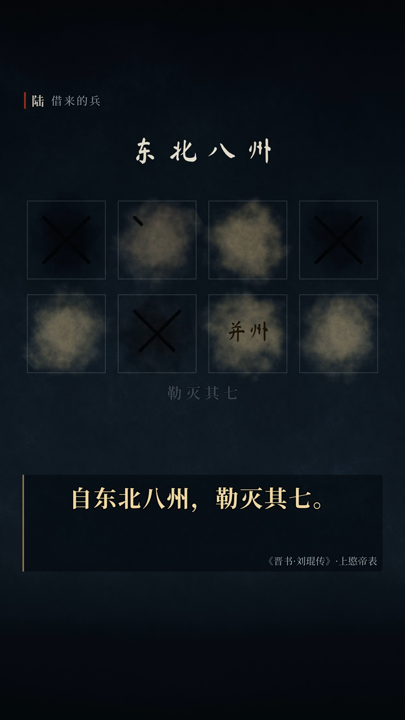 陆 借来的兵
东北八州
并州
勒灭其七
自东北八州，勒灭其七。
《晋书·刘琨传》·上愍帝表